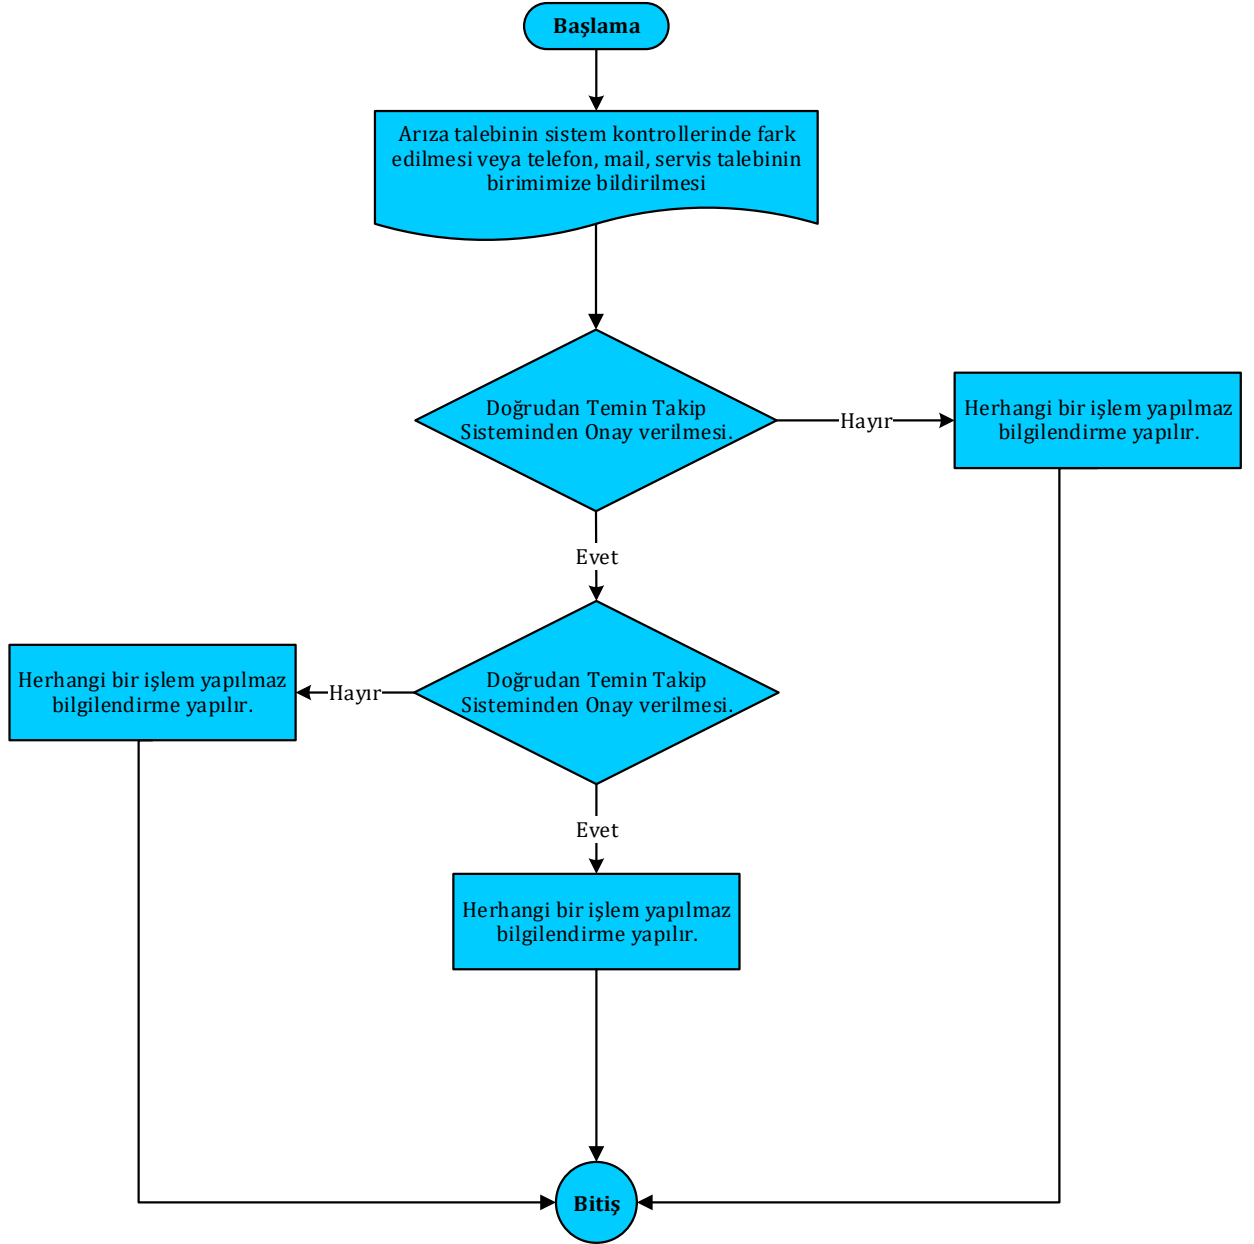 Başlama
Arıza talebinin sistem kontrollerinde fark
edilmesi veya telefon, mail, servis talebinin
birimimize bildirilmesi
Doğrudan Temin Takip
Sisteminden Onay verilmesi.
Hayır
Herhangi bir işlem yapılmaz
bilgilendirme yapılır.
Evet
Doğrudan Temin Takip
Sisteminden Onay verilmesi.
Hayır
Herhangi bir işlem yapılmaz
bilgilendirme yapılır.
Evet
Herhangi bir işlem yapılmaz
bilgilendirme yapılır.
Bitiş